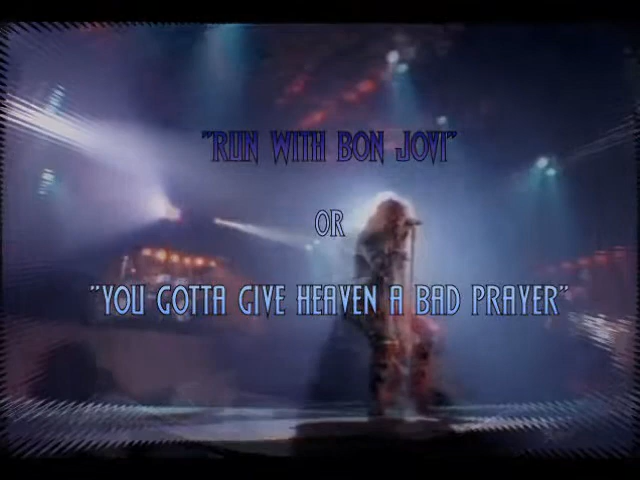 "RUN WITH BON JOVI"
OR
"YOU GOTTA GIVE HEAVEN A BAD PRAYER"